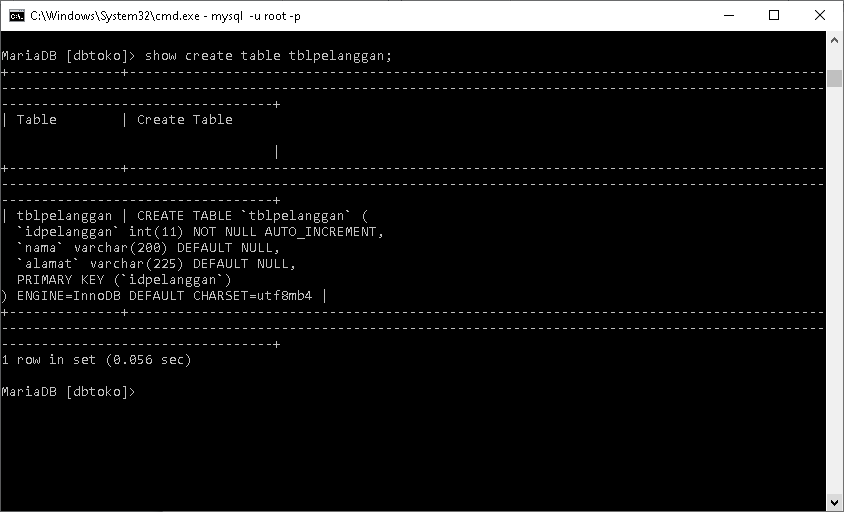 C:\Windows\System32\cmd.exe - mysql  -u root -p
MariaDB [dbtoko]> show create table tblpelanggan;
+--------------+---------------------------------------------------------------------------------------
-------------------------------------------------------------------------------------------------------
----------------------------------+
| Table        | Create Table
                                  |
+--------------+---------------------------------------------------------------------------------------
-------------------------------------------------------------------------------------------------------
----------------------------------+
| tblpelanggan | CREATE TABLE `tblpelanggan` (
  `idpelanggan` int(11) NOT NULL AUTO_INCREMENT,
  `nama` varchar(200) DEFAULT NULL,
  `alamat` varchar(225) DEFAULT NULL,
  PRIMARY KEY (`idpelanggan`)
) ENGINE=InnoDB DEFAULT CHARSET=utf8mb4 |
+--------------+---------------------------------------------------------------------------------------
-------------------------------------------------------------------------------------------------------
----------------------------------+
1 row in set (0.056 sec)
MariaDB [dbtoko]>